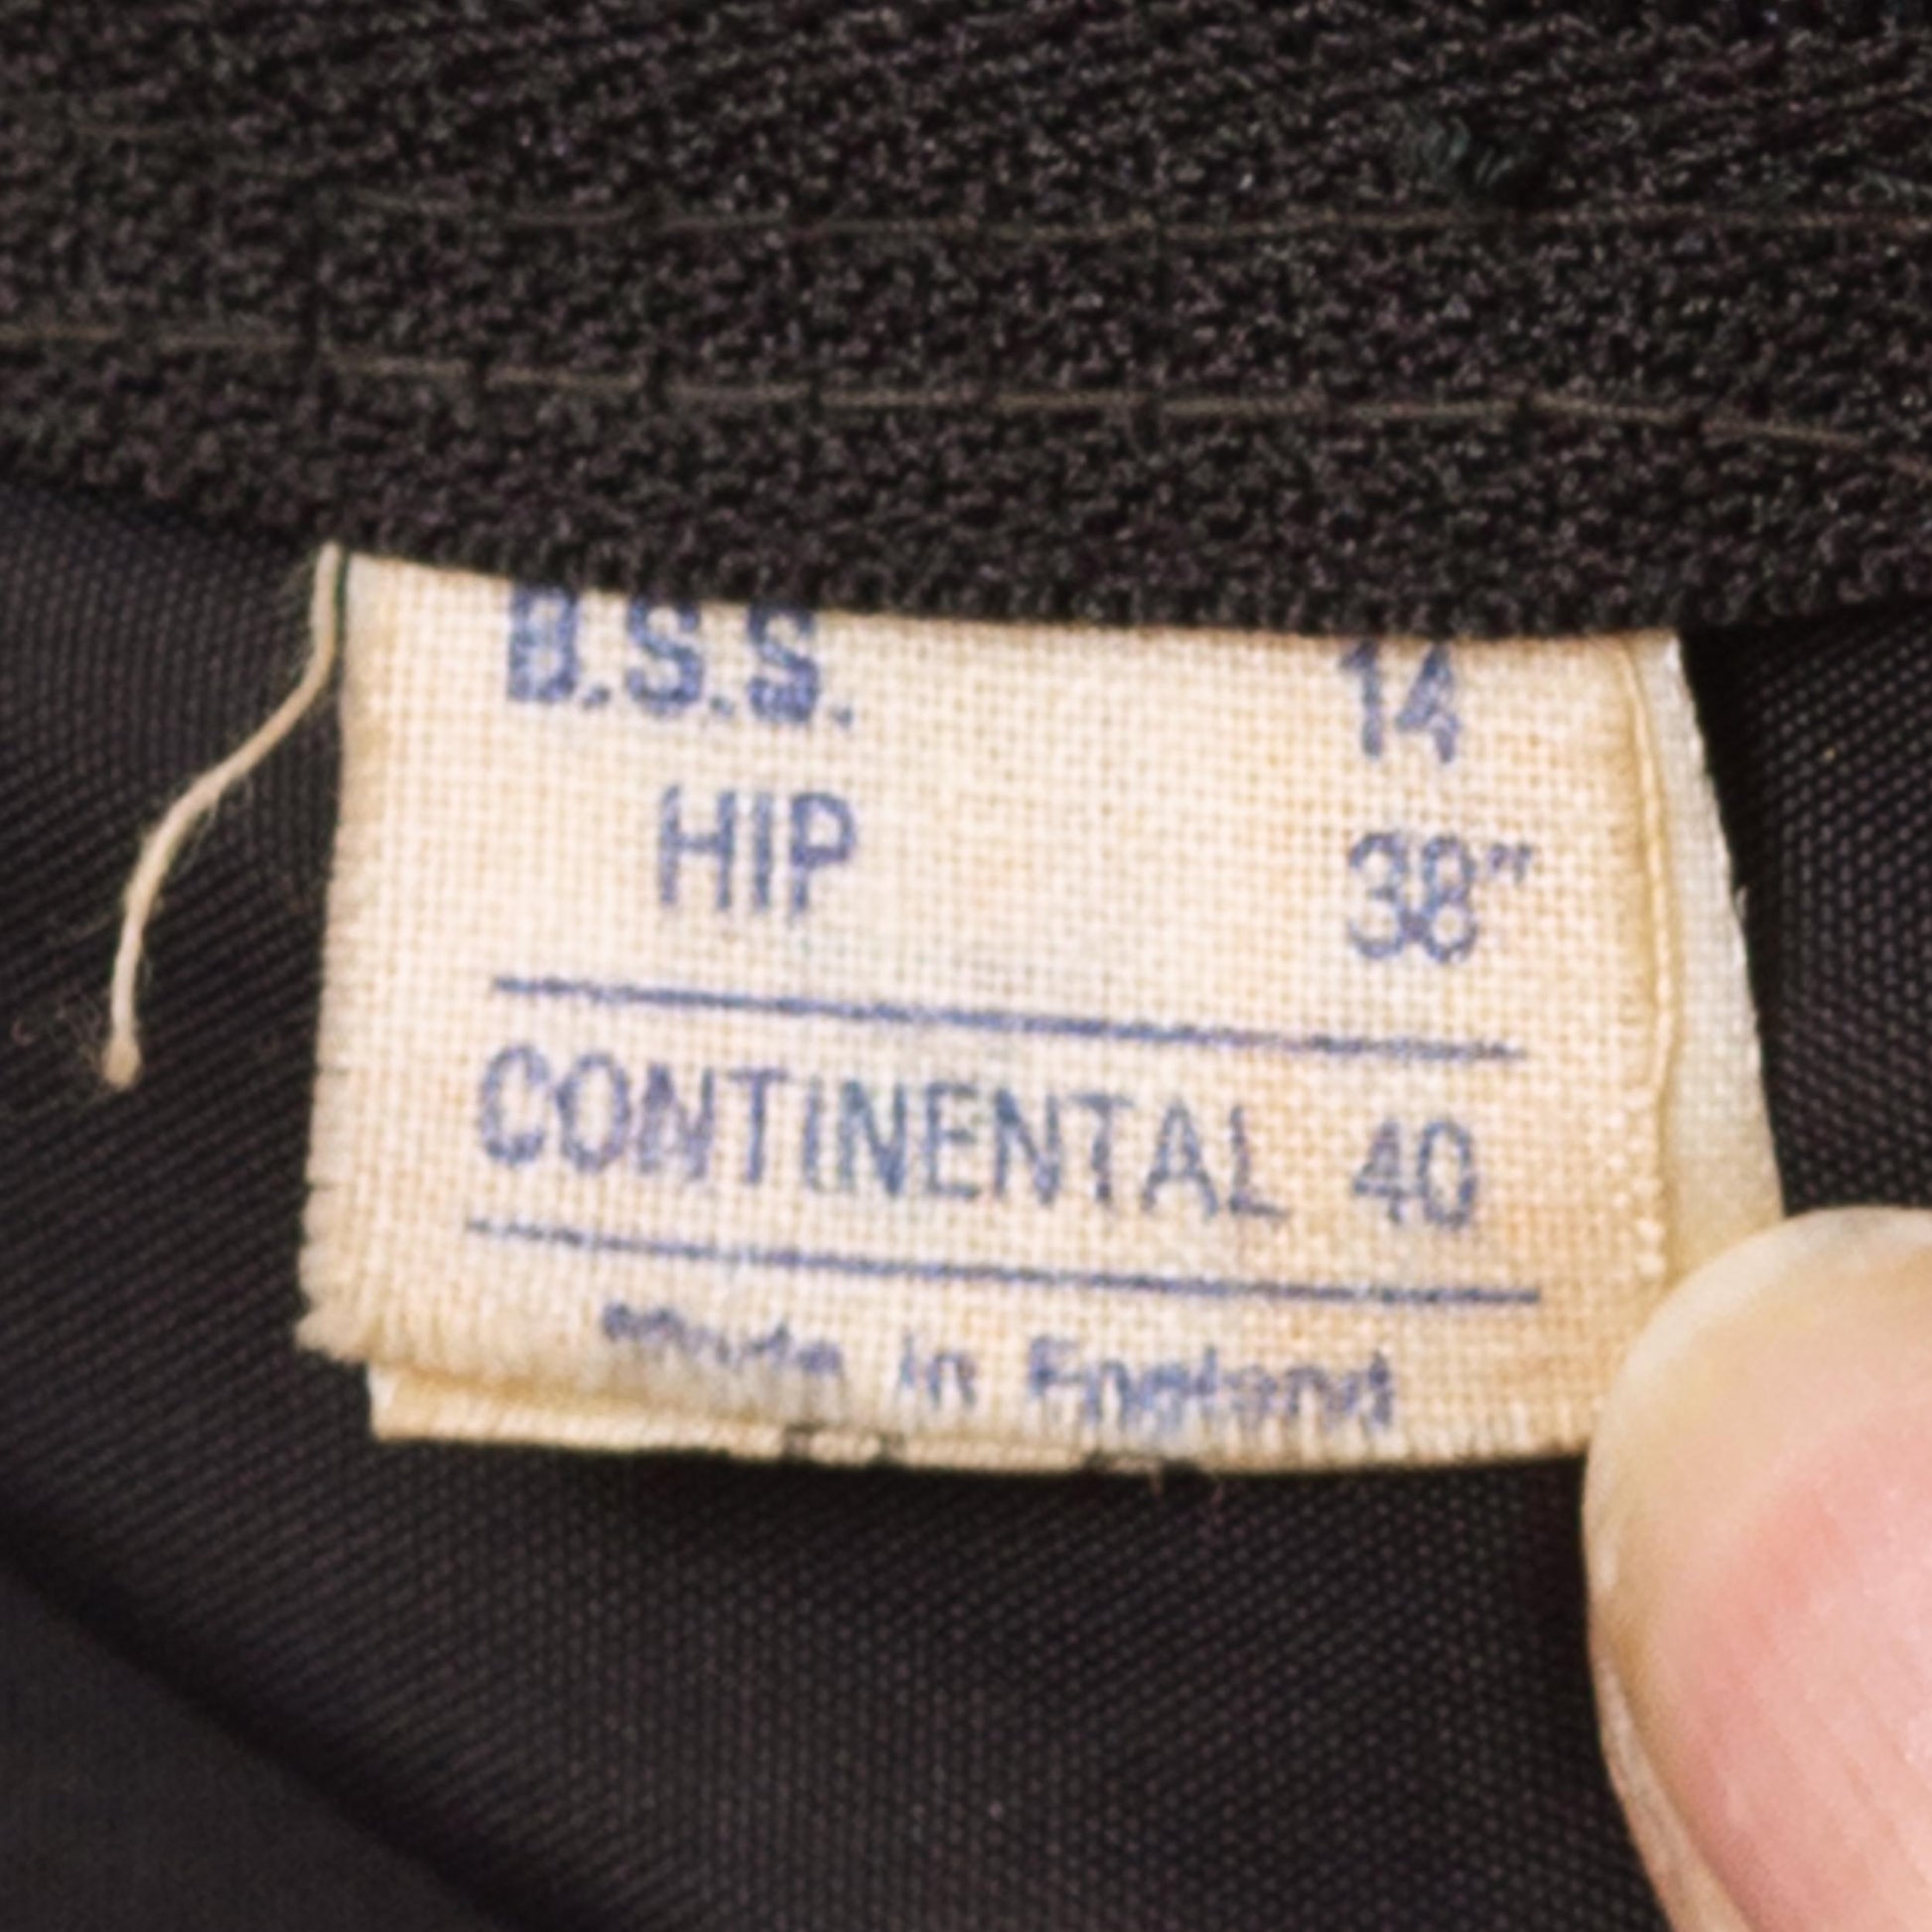 B.S.S. 14
HIP 38"
CONTINENTAL 40
made in England